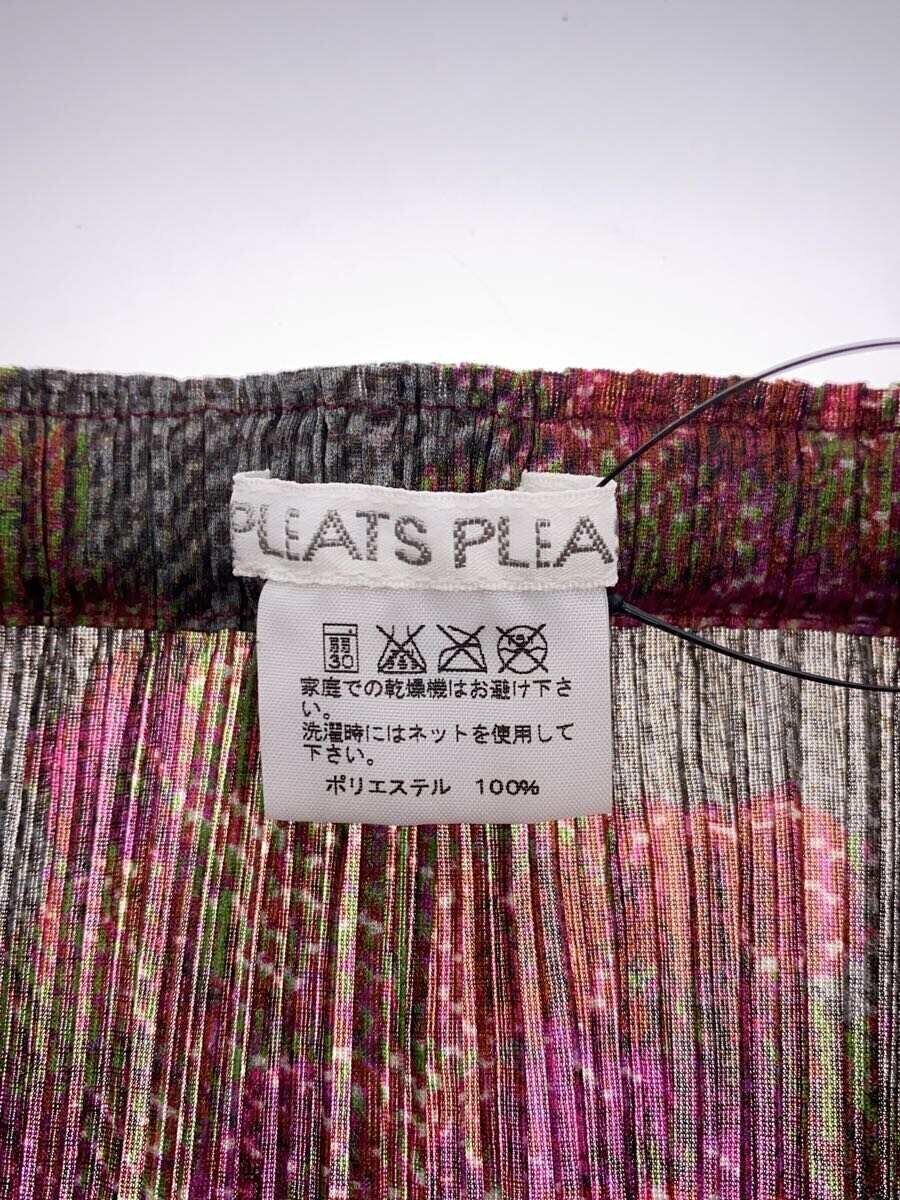 PLEATS PLEA
弱
30
家庭での乾燥機はお避け下さ
い。
洗濯時にはネットを使用して
下さい。
ポリエステル 100%